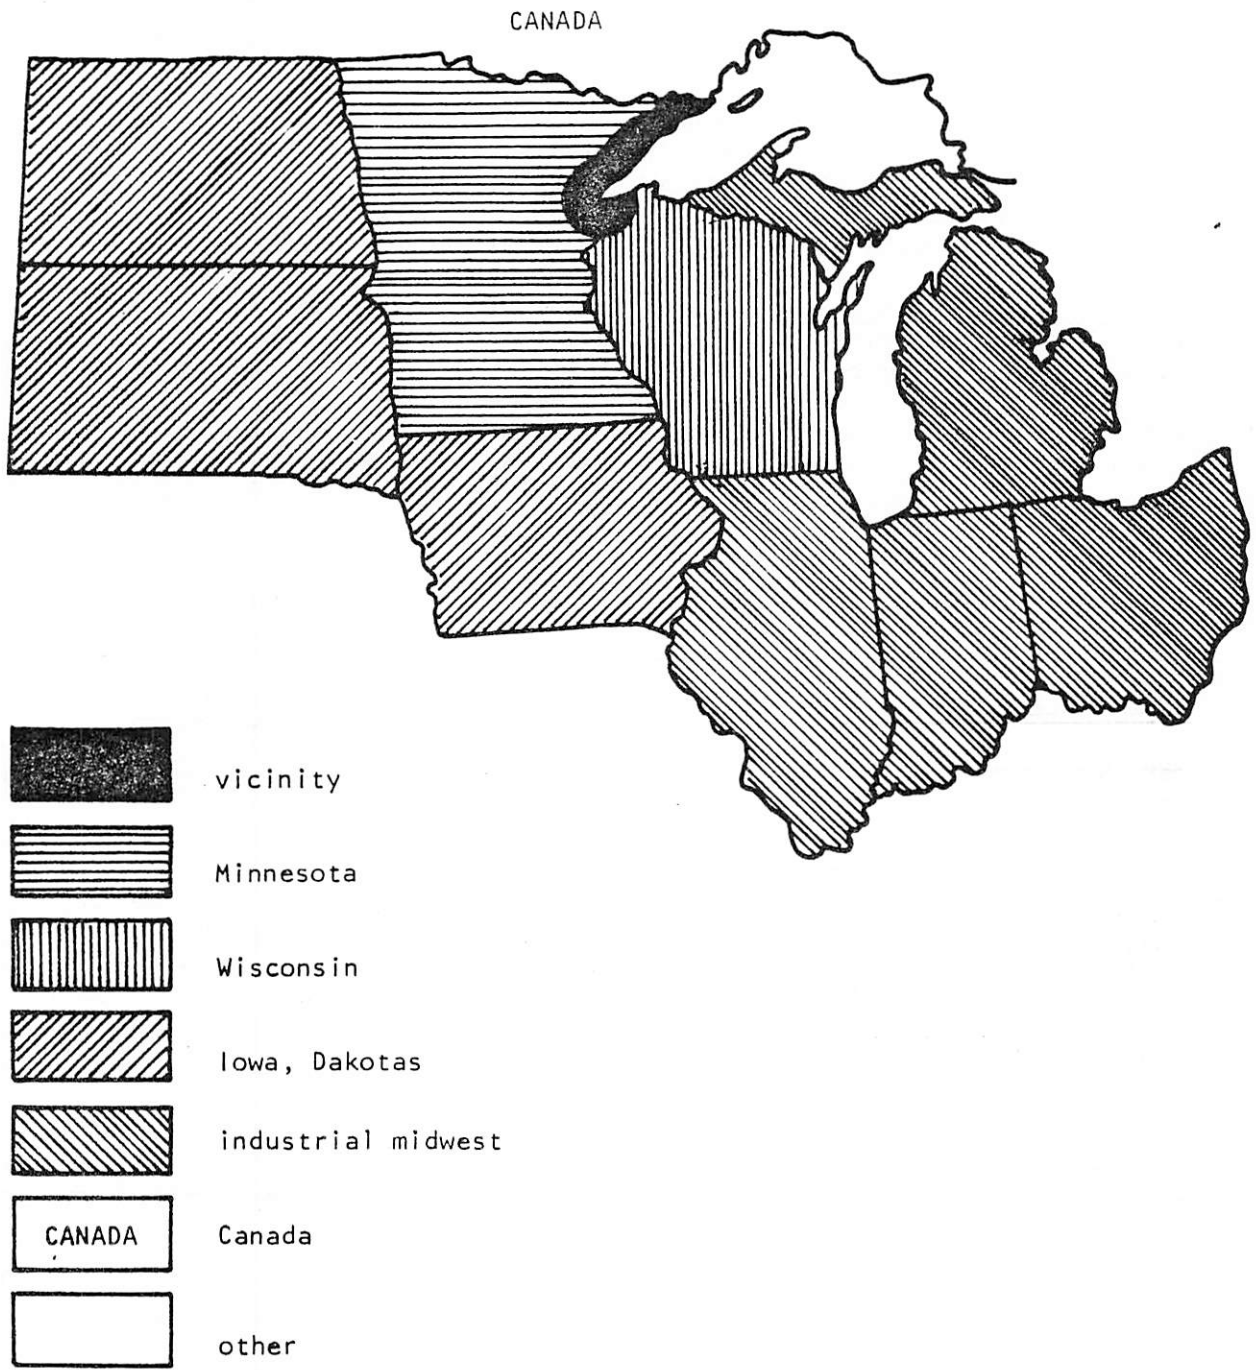 CANADA
vicinity
Minnesota
Wisconsin
Iowa, Dakotas
industrial midwest
CANADA
Canada
other